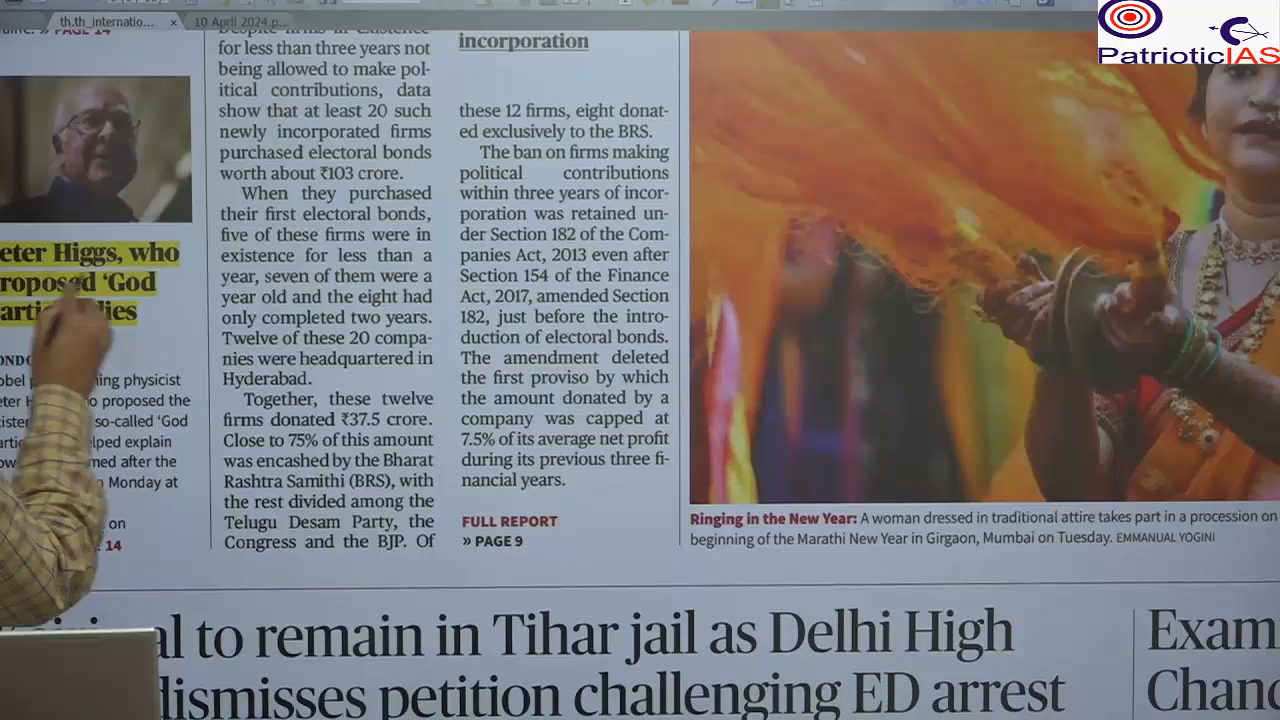 th.th_internatio... × 10 April 2024.p...
PatrioticIAS
PAGE 14
eter Higgs, who
roposed ‘God
dies
physicist
eter proposed the
so-called ‘God
elped explain
med after the
Monday at
on
14
Despite firms in existence
for less than three years not
being allowed to make pol-
itical contributions, data
show that at least 20 such
newly incorporated firms
purchased electoral bonds
worth about ₹103 crore.
When they purchased
their first electoral bonds,
five of these firms were in
existence for less than a
year, seven of them were a
year old and the eight had
only completed two years.
Twelve of these 20 compa-
nies were headquartered in
Hyderabad.
Together, these twelve
firms donated ₹37.5 crore.
Close to 75% of this amount
was encashed by the Bharat
Rashtra Samithi (BRS), with
the rest divided among the
Telugu Desam Party, the
Congress and the BJP. Of
incorporation
these 12 firms, eight donat-
ed exclusively to the BRS.
The ban on firms making
political contributions
within three years of incor-
poration was retained un-
der Section 182 of the Com-
panies Act, 2013 even after
Section 154 of the Finance
Act, 2017, amended Section
182, just before the intro-
duction of electoral bonds.
The amendment deleted
the first proviso by which
the amount donated by a
company was capped at
7.5% of its average net profit
during its previous three fi-
nancial years.
FULL REPORT
» PAGE 9
Ringing in the New Year: A woman dressed in traditional attire takes part in a procession on
beginning of the Marathi New Year in Girgaon, Mumbai on Tuesday. EMMANUAL YOGINI
al to remain in Tihar jail as Delhi High
dismisses petition challenging ED arrest
Exam
Chanc